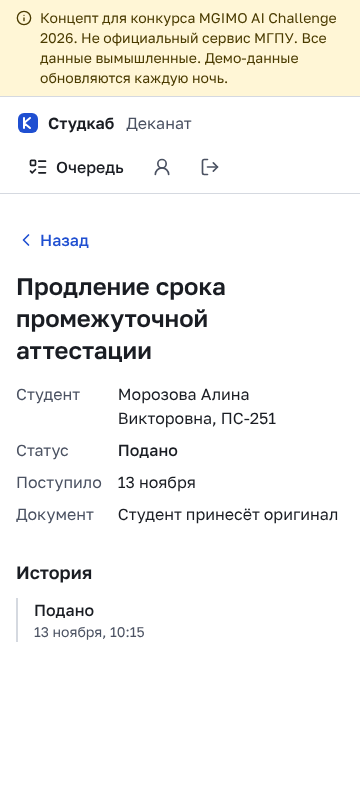 Концепт для конкурса MGIMO AI Challenge
2026. Не официальный сервис МГПУ. Все
данные вымышленные. Демо-данные
обновляются каждую ночь.
Студкаб Деканат
Очередь
Назад
Продление срока
промежуточной
аттестации
Студент Морозова Алина
Викторовна, ПС-251
Статус Подано
Поступило 13 ноября
Документ Студент принесёт оригинал
История
Подано
13 ноября, 10:15